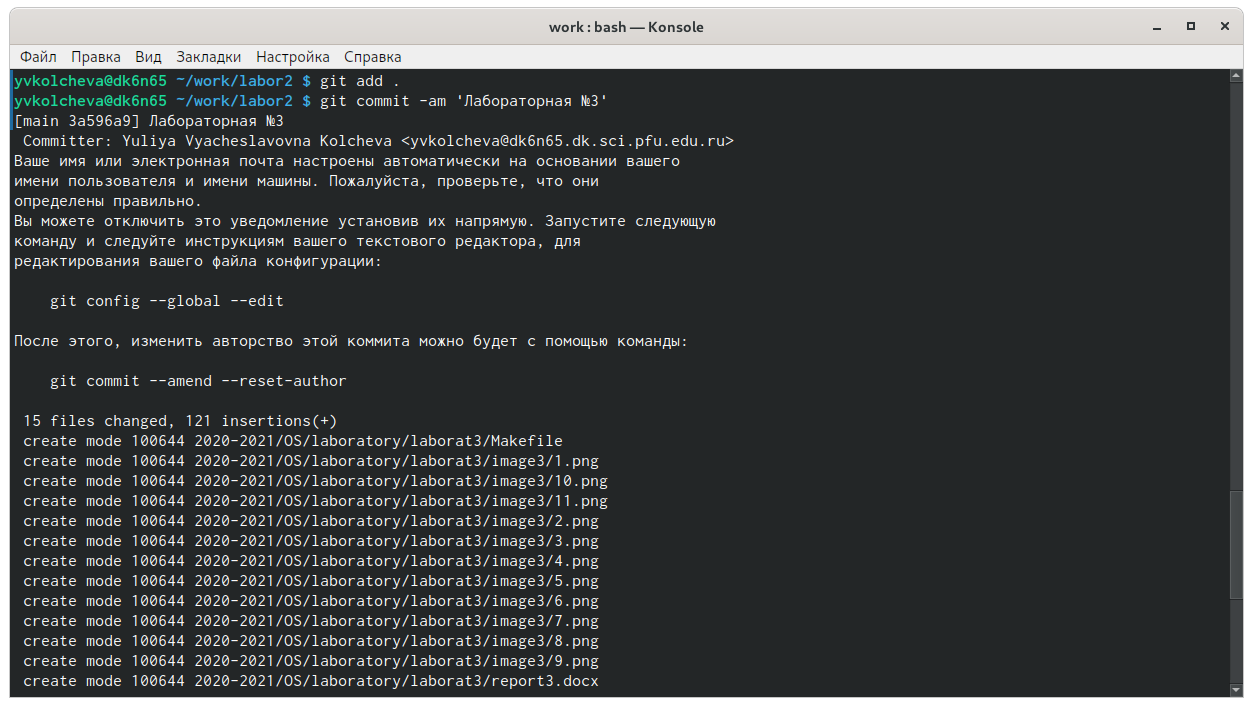 work : bash — Konsole
Файл Правка Вид Закладки Настройка Справка
yvkolcheva@dk6n65 ~/work/labor2 $ git add .
yvkolcheva@dk6n65 ~/work/labor2 $ git commit -am 'Лабораторная №3'
[main 3a596a9] Лабораторная №3
Committer: Yuliya Vyacheslavovna Kolcheva <yvkolcheva@dk6n65.dk.sci.pfu.edu.ru>
Ваше имя или электронная почта настроены автоматически на основании вашего
имени пользователя и имени машины. Пожалуйста, проверьте, что они
определены правильно.
Вы можете отключить это уведомление установив их напрямую. Запустите следующую
команду и следуйте инструкциям вашего текстового редактора, для
редактирования вашего файла конфигурации:
git config --global --edit
После этого, изменить авторство этой коммита можно будет с помощью команды:
git commit --amend --reset-author
15 files changed, 121 insertions(+)
create mode 100644 2020-2021/OS/laboratory/laborat3/Makefile
create mode 100644 2020-2021/OS/laboratory/laborat3/image3/1.png
create mode 100644 2020-2021/OS/laboratory/laborat3/image3/10.png
create mode 100644 2020-2021/OS/laboratory/laborat3/image3/11.png
create mode 100644 2020-2021/OS/laboratory/laborat3/image3/2.png
create mode 100644 2020-2021/OS/laboratory/laborat3/image3/3.png
create mode 100644 2020-2021/OS/laboratory/laborat3/image3/4.png
create mode 100644 2020-2021/OS/laboratory/laborat3/image3/5.png
create mode 100644 2020-2021/OS/laboratory/laborat3/image3/6.png
create mode 100644 2020-2021/OS/laboratory/laborat3/image3/7.png
create mode 100644 2020-2021/OS/laboratory/laborat3/image3/8.png
create mode 100644 2020-2021/OS/laboratory/laborat3/image3/9.png
create mode 100644 2020-2021/OS/laboratory/laborat3/report3.docx